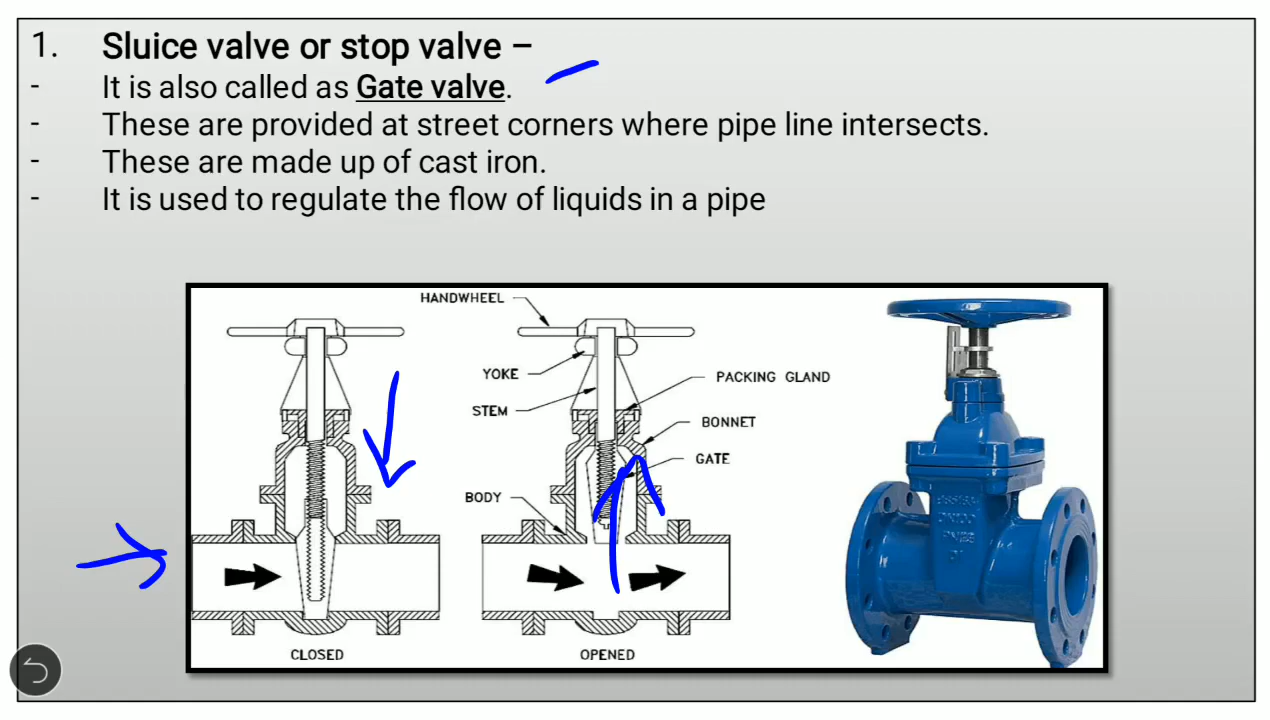 1. Sluice valve or stop valve –
- It is also called as Gate valve.
- These are provided at street corners where pipe line intersects.
- These are made up of cast iron.
- It is used to regulate the flow of liquids in a pipe
HANDWHEEL
YOKE
PACKING GLAND
STEM
BONNET
GATE
BODY
CLOSED
OPENED